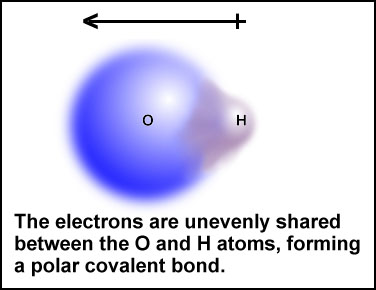 O H
The electrons are unevenly shared
between the O and H atoms, forming
a polar covalent bond.